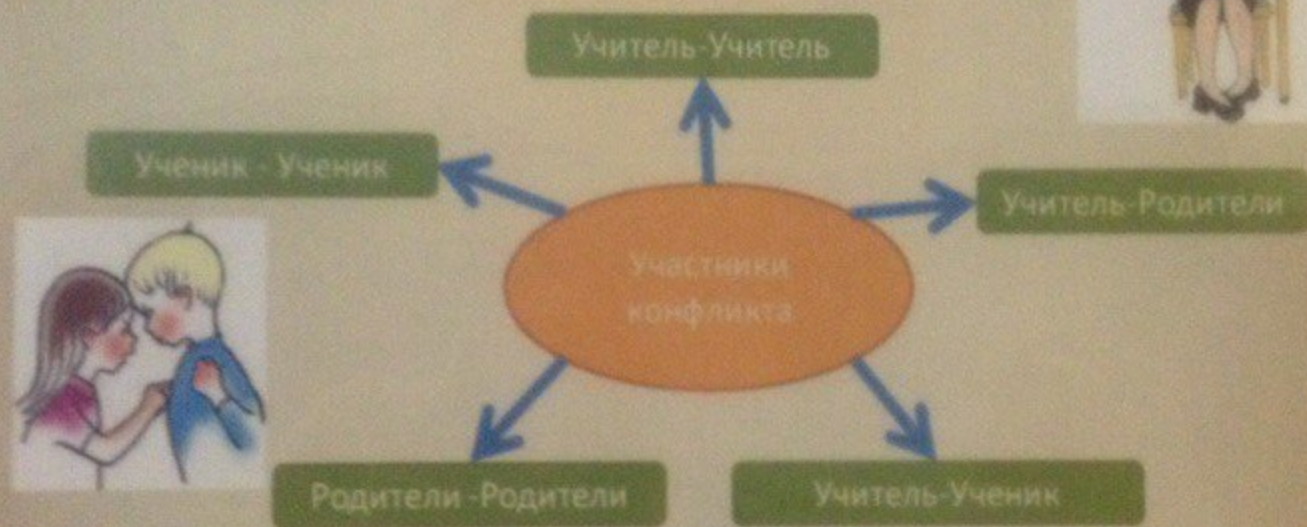 Учитель-Учитель
Ученик - Ученик
Учитель-Родители
Участники
конфликта
Родители -Родители
Учитель-Ученик